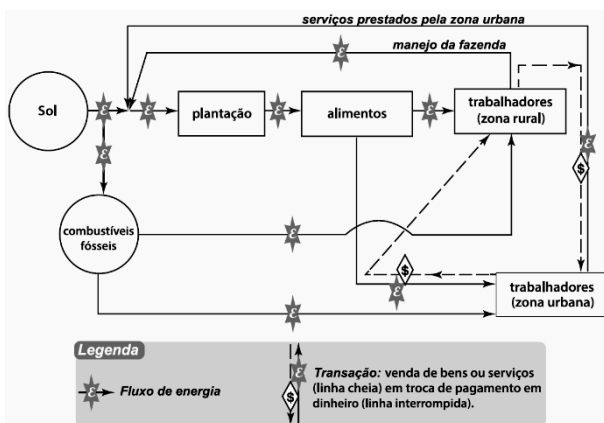 serviços prestados pela zona urbana
manejo da fazenda
ε
Sol
ε
ε
plantação
ε
alimentos
ε
trabalhadores
(zona rural)
ε
ε
$
combustíveis
fósseis
ε
$
ε
trabalhadores
(zona urbana)
ε
Legenda
ε
Fluxo de energia
ε
$
Transação: venda de bens ou serviços
(linha cheia) em troca de pagamento em
dinheiro (linha interrompida).